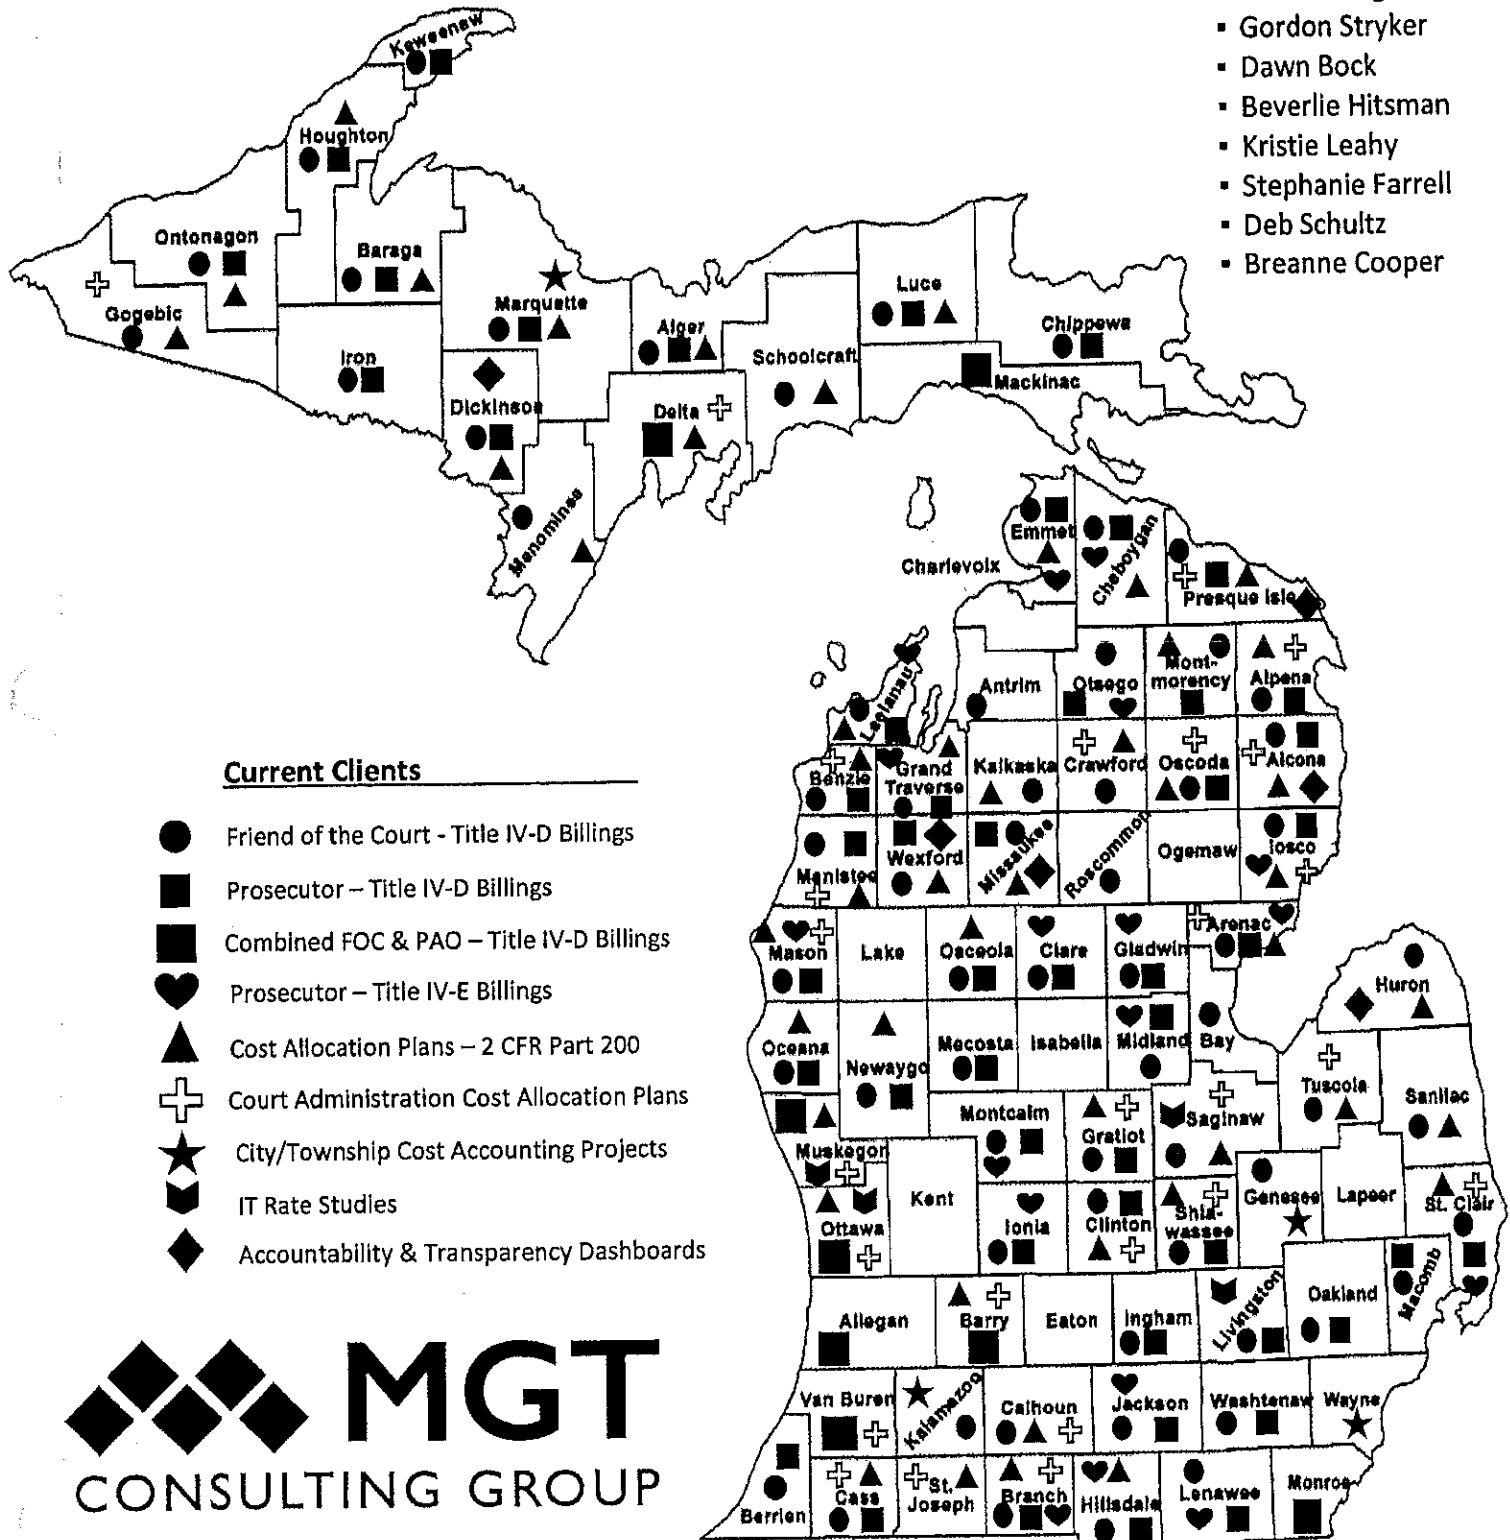 Keweenaw
▪ Gordon Stryker
▪ Dawn Bock
▪ Beverlie Hitsman
▪ Kristie Leahy
▪ Stephanie Farrell
▪ Deb Schultz
▪ Breanne Cooper
Houghton
Ontonagon
Baraga
Gogebic
Marquette
Luce
Alger
Chippewa
Iron
Schoolcraft
Mackinac
Dickinson
Delta
Menominee
Emmet
Cheboygan
Charlevoix
Presque Isle
Leelanau
Antrim
Otsego
Mont-
morency
Alpena
Benzie
Grand
Traverse
Kalkaska
Crawford
Oscoda
Alcona
Manistee
Wexford
Missaukee
Roscommon
Ogemaw
Iosco
Mason
Lake
Osceola
Clare
Gladwin
Arenac
Huron
Oceana
Newaygo
Mecosta
Isabella
Midland
Bay
Tuscola
Sanilac
Muskegon
Montcalm
Gratiot
Saginaw
Ottawa
Kent
Ionia
Clinton
Shia-
wassee
Genesee
Lapeer
St. Clair
Allegan
Barry
Eaton
Ingham
Livingston
Oakland
Macomb
Van Buren
Kalamazoo
Calhoun
Jackson
Washtenaw
Wayne
Berrien
Cass
St.
Joseph
Branch
Hillsdale
Lenawee
Monroe
Current Clients
Friend of the Court - Title IV-D Billings
Prosecutor – Title IV-D Billings
Combined FOC & PAO – Title IV-D Billings
Prosecutor – Title IV-E Billings
Cost Allocation Plans – 2 CFR Part 200
Court Administration Cost Allocation Plans
City/Township Cost Accounting Projects
IT Rate Studies
Accountability & Transparency Dashboards
MGT
CONSULTING GROUP